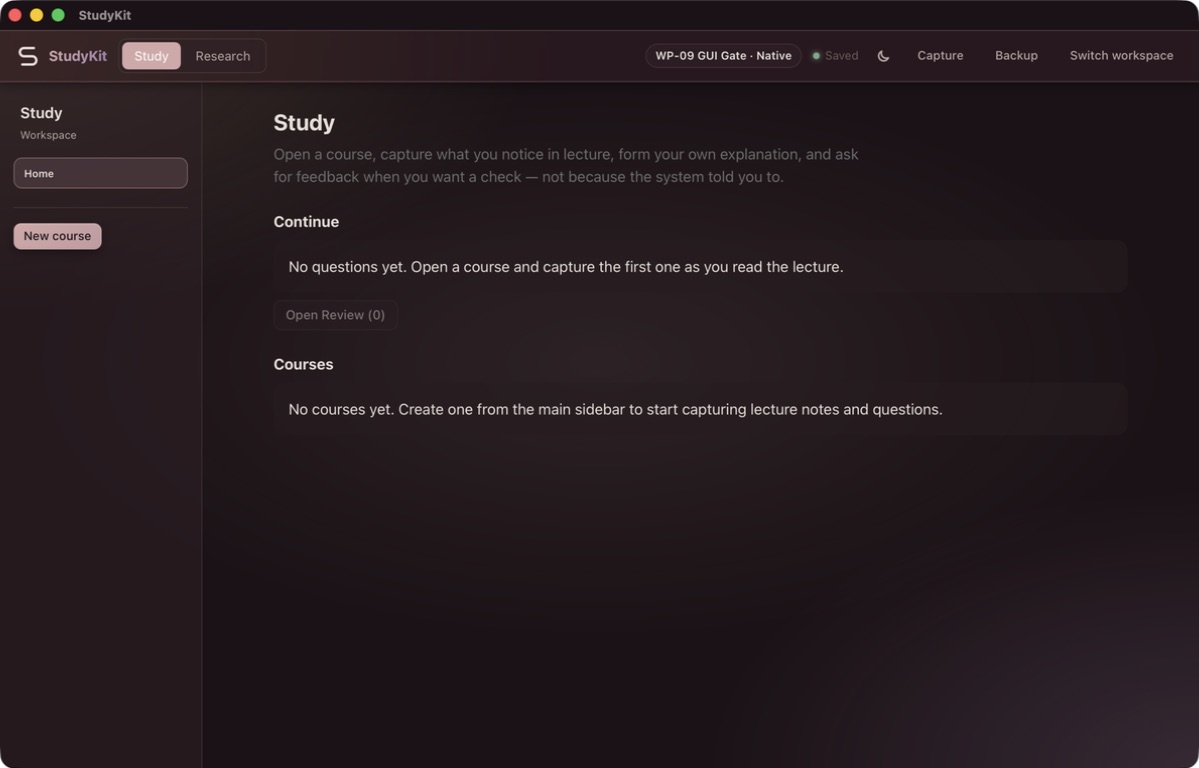 StudyKit
StudyKit
Study
Research
WP-09 GUI Gate · Native
Saved
Capture
Backup
Switch workspace
Study
Workspace
Home
New course
Study
Open a course, capture what you notice in lecture, form your own explanation, and ask
for feedback when you want a check — not because the system told you to.
Continue
No questions yet. Open a course and capture the first one as you read the lecture.
Open Review (0)
Courses
No courses yet. Create one from the main sidebar to start capturing lecture notes and questions.